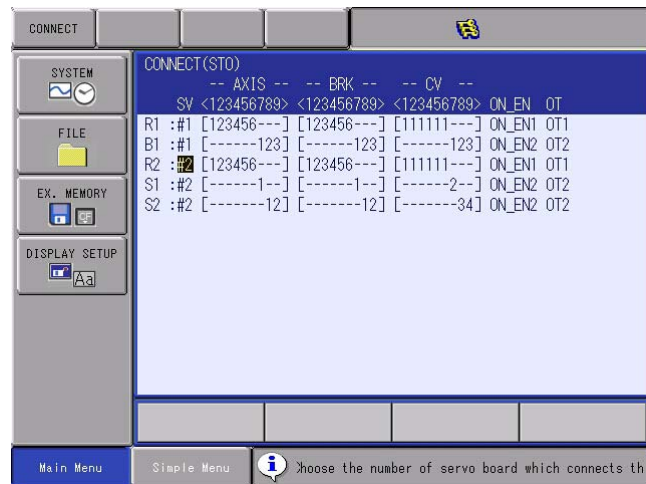 CONNECT
SYSTEM
FILE
EX. MEMORY
CF
DISPLAY SETUP
Aa
CONNECT(STO)
-- AXIS -- -- BRK -- -- CV --
SV <123456789> <123456789> <123456789> ON_EN OT
R1 :#1 [123456---] [123456---] [111111---] ON_EN1 OT1
B1 :#1 [------123] [------123] [------123] ON_EN2 OT2
R2 :#2 [123456---] [123456---] [111111---] ON_EN1 OT1
S1 :#2 [------1--] [------1--] [------2--] ON_EN2 OT2
S2 :#2 [-------12] [-------12] [-------34] ON_EN2 OT2
Main Menu
Simple Menu
hoose the number of servo board which connects th